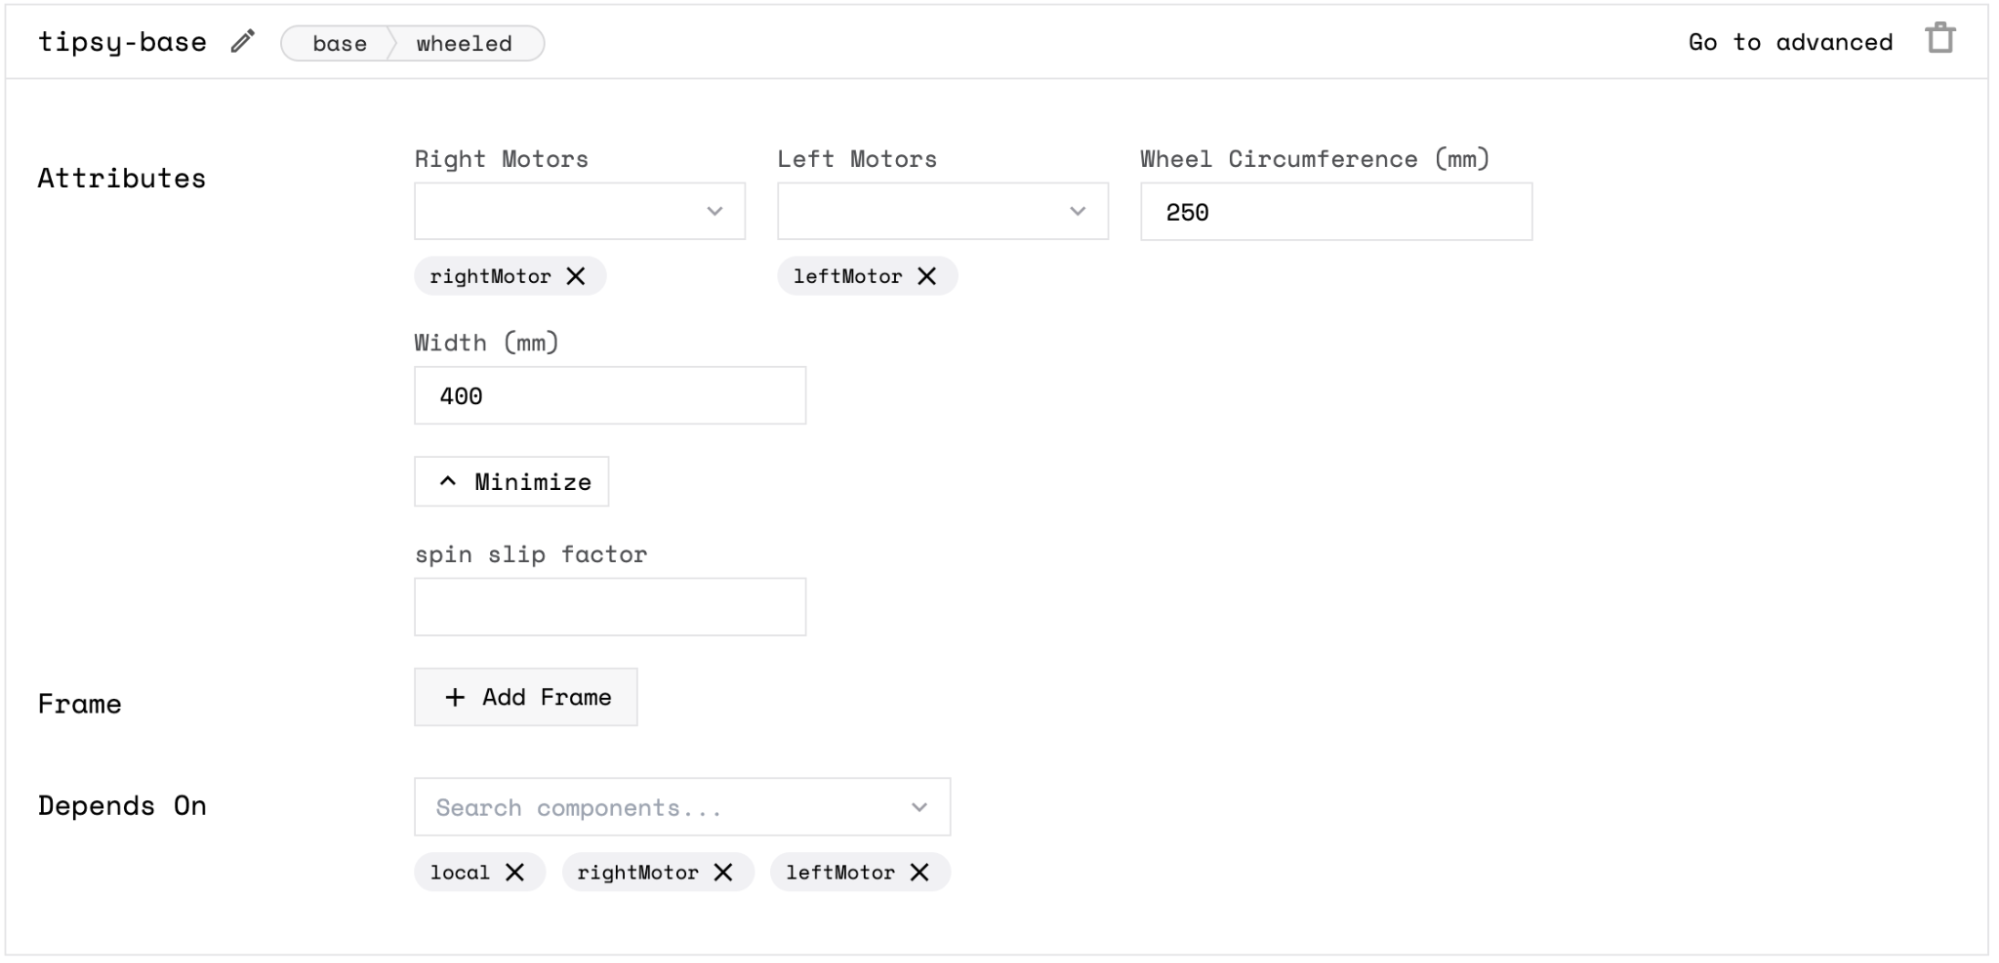 tipsy-base base wheeled Go to advanced
Attributes
Right Motors Left Motors Wheel Circumference (mm)
250
rightMotor leftMotor
Width (mm)
400
Minimize
spin slip factor
Frame
+ Add Frame
Depends On
Search components...
local rightMotor leftMotor